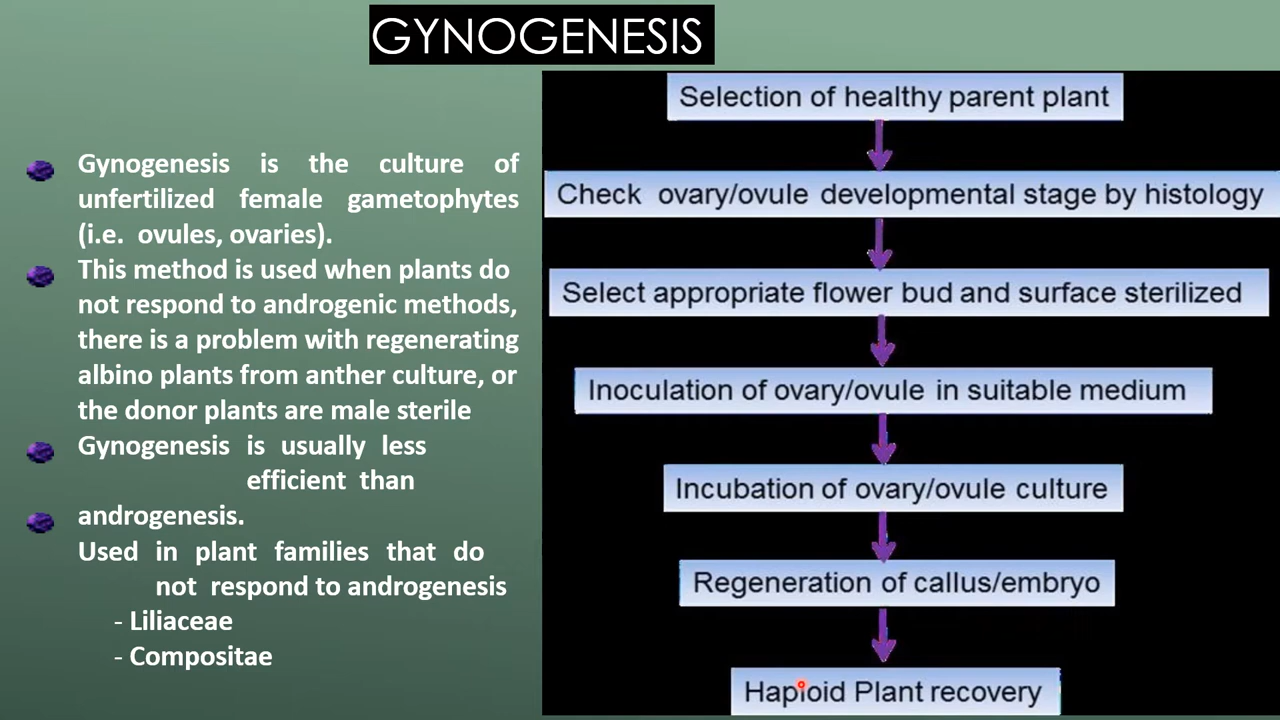 GYNOGENESIS
Gynogenesis is the culture of
unfertilized female gametophytes
(i.e. ovules, ovaries).
This method is used when plants do
not respond to androgenic methods,
there is a problem with regenerating
albino plants from anther culture, or
the donor plants are male sterile
Gynogenesis is usually less
efficient than
androgenesis.
Used in plant families that do
not respond to androgenesis
- Liliaceae
- Compositae
Selection of healthy parent plant
Check ovary/ovule developmental stage by histology
Select appropriate flower bud and surface sterilized
Inoculation of ovary/ovule in suitable medium
Incubation of ovary/ovule culture
Regeneration of callus/embryo
Haploid Plant recovery